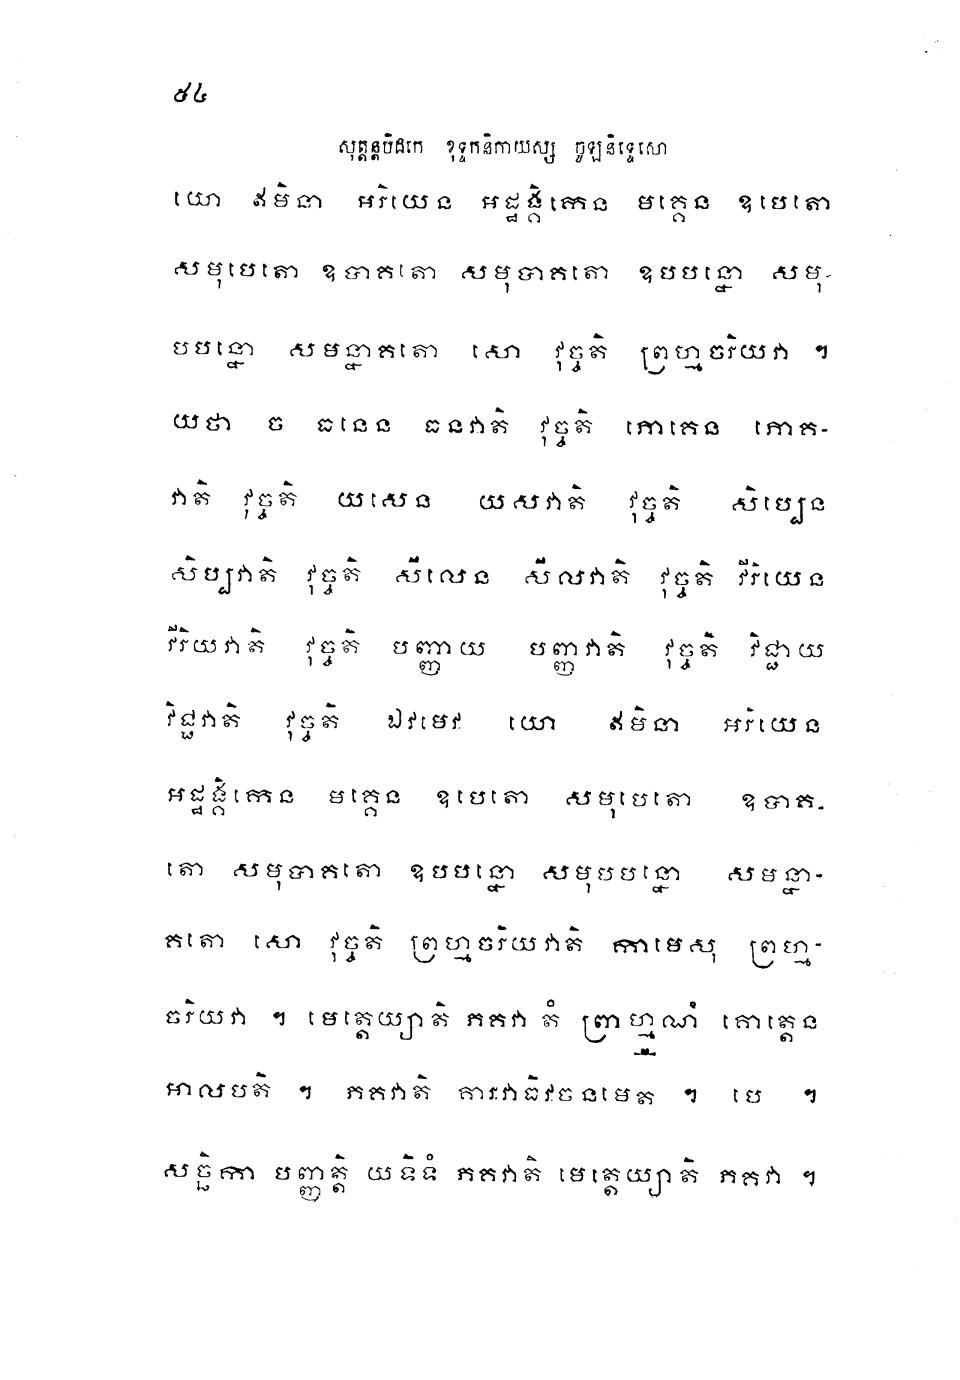 ៥៤
សុត្តន្តបិដកេ ខុទ្ទកនិកាយស្ស ចូឡនិទ្ទេសោ
យោ ឥមិនា អរិយេន អដ្ឋង្គិកេន មគ្គេន ឧបេតោ
សមុបេតោ ឧបាគតោ សមុបាគតោ ឧបបន្នោ សមុ-
បបន្នោ សមន្នាគតោ សោ វុច្ចតិ ព្រហ្មចរិយវា ។
យថា ច ធនេន ធនវាតិ វុច្ចតិ ភោគេន ភោគ-
វាតិ វុច្ចតិ យសេន យសវាតិ វុច្ចតិ សិប្បេន
សិប្បវាតិ វុច្ចតិ សីលេន សីលវាតិ វុច្ចតិ វីរិយេន
វីរិយវាតិ វុច្ចតិ បញ្ញាយ បញ្ញវាតិ វុច្ចតិ វិជ្ជាយ
វិជ្ជវាតិ វុច្ចតិ ឯវមេវ យោ ឥមិនា អរិយេន
អដ្ឋង្គិកេន មគ្គេន ឧបេតោ សមុបេតោ ឧបាគ-
តោ សមុបាគតោ ឧបបន្នោ សមុបបន្នោ សមន្នា-
គតោ សោ វុច្ចតិ ព្រហ្មចរិយវាតិ កាមេសុ ព្រហ្ម-
ចរិយវា ។ មេត្តេយ្យាតិ ភគវា តំ ព្រាហ្មណំ គោត្តេន
អាលបតិ ។ ភគវាតិ គារវាធិវចនមេត ។ បេ ។
សច្ឆិកា បញ្ញត្តិ យទិទំ ភគវាតិ មេត្តេយ្យាតិ ភគវា ។